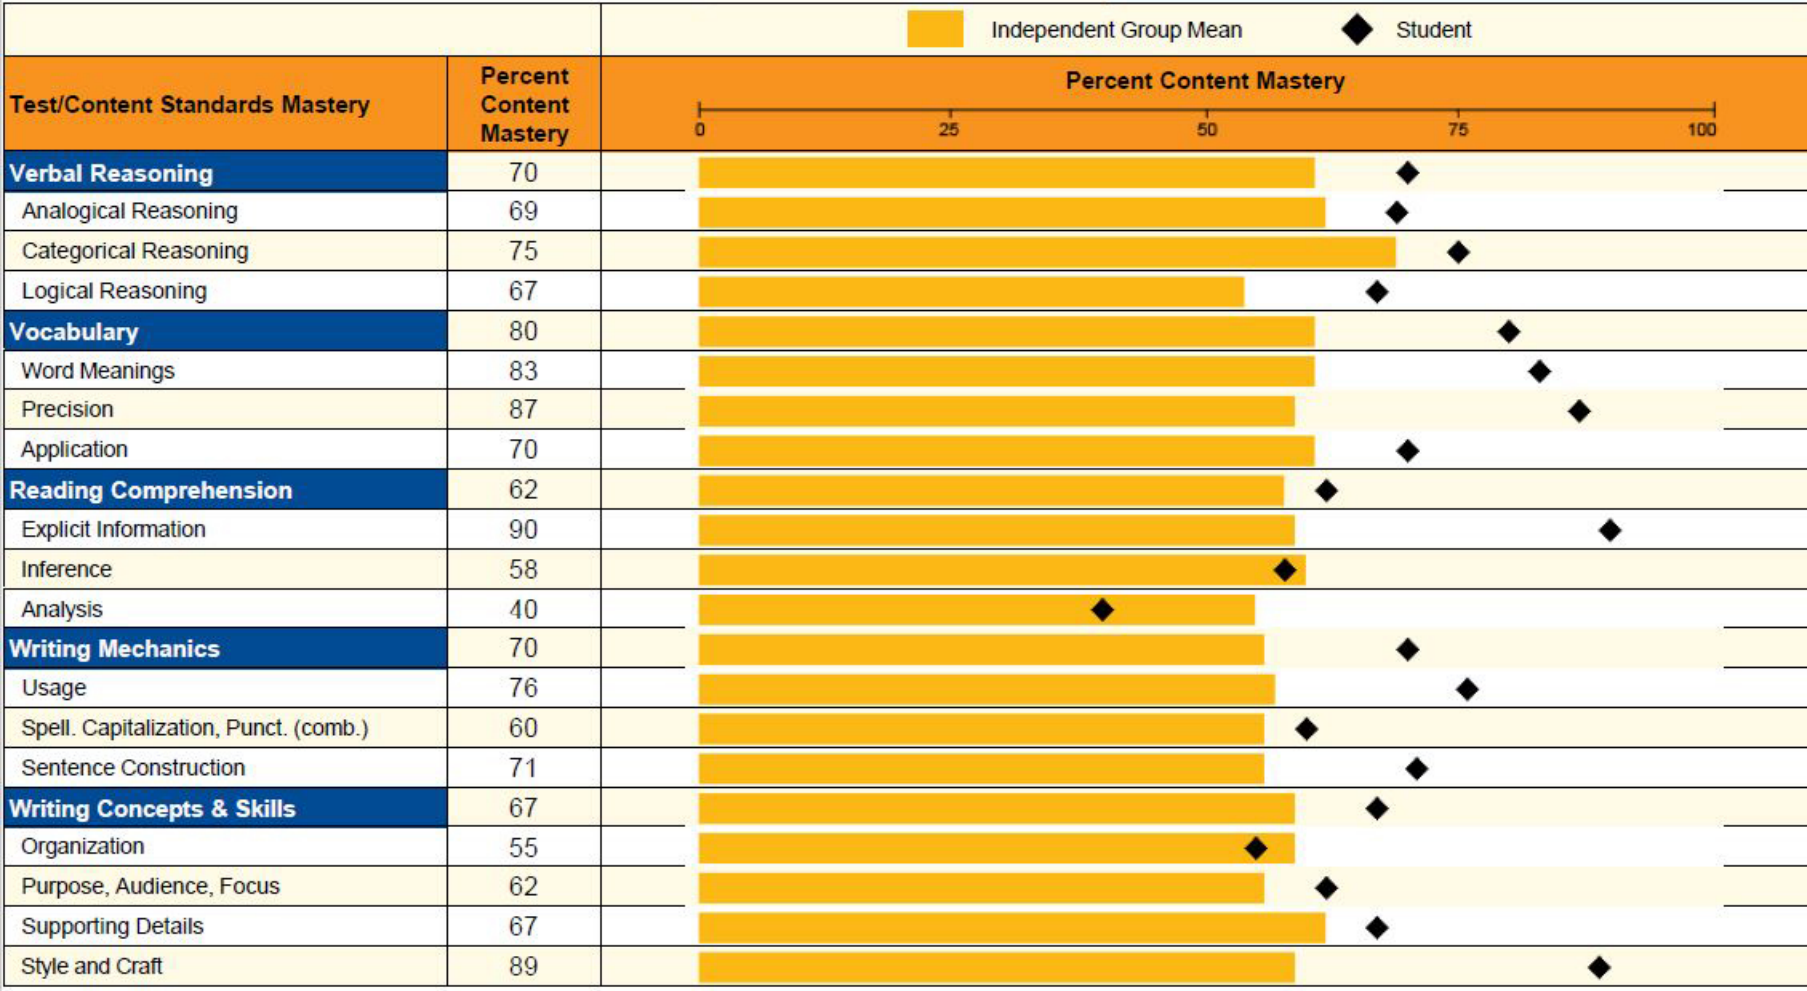 Independent Group Mean Student
Test/Content Standards Mastery
Percent
Content
Mastery
Percent Content Mastery
0 25 50 75 100
Verbal Reasoning 70
Analogical Reasoning 69
Categorical Reasoning 75
Logical Reasoning 67
Vocabulary 80
Word Meanings 83
Precision 87
Application 70
Reading Comprehension 62
Explicit Information 90
Inference 58
Analysis 40
Writing Mechanics 70
Usage 76
Spell. Capitalization, Punct. (comb.) 60
Sentence Construction 71
Writing Concepts & Skills 67
Organization 55
Purpose, Audience, Focus 62
Supporting Details 67
Style and Craft 89